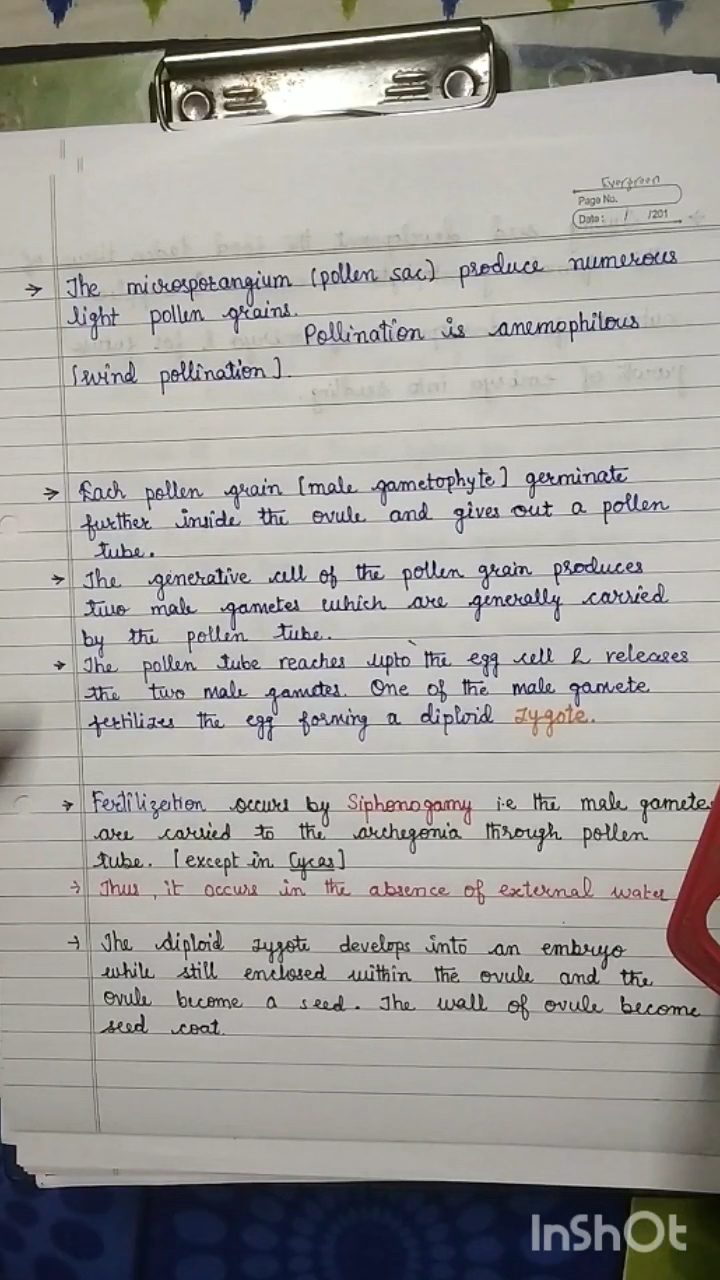 Evergreen
Page No.
Date: / /201
→ The microsporangium (pollen sac) produce numerous
light pollen grains.
Pollination is anemophilous
[wind pollination].
→ Each pollen grain [male gametophyte] germinate
further inside the ovule and gives out a pollen
tube.
→ The generative cell of the pollen grain produces
two male gametes which are generally carried
by the pollen tube.
→ The pollen tube reaches upto the egg cell & releases
the two male gametes. One of the male gamete
fertilizes the egg forming a diploid zygote.
→ Fertilization occurs by Siphonogamy i.e the male gametes
are carried to the archegonia through pollen
tube. [except in Cycas]
→ Thus, it occurs in the absence of external water
→ The diploid zygote develops into an embryo
while still enclosed within the ovule and the
ovule become a seed. The wall of ovule become
seed coat.
InShOt